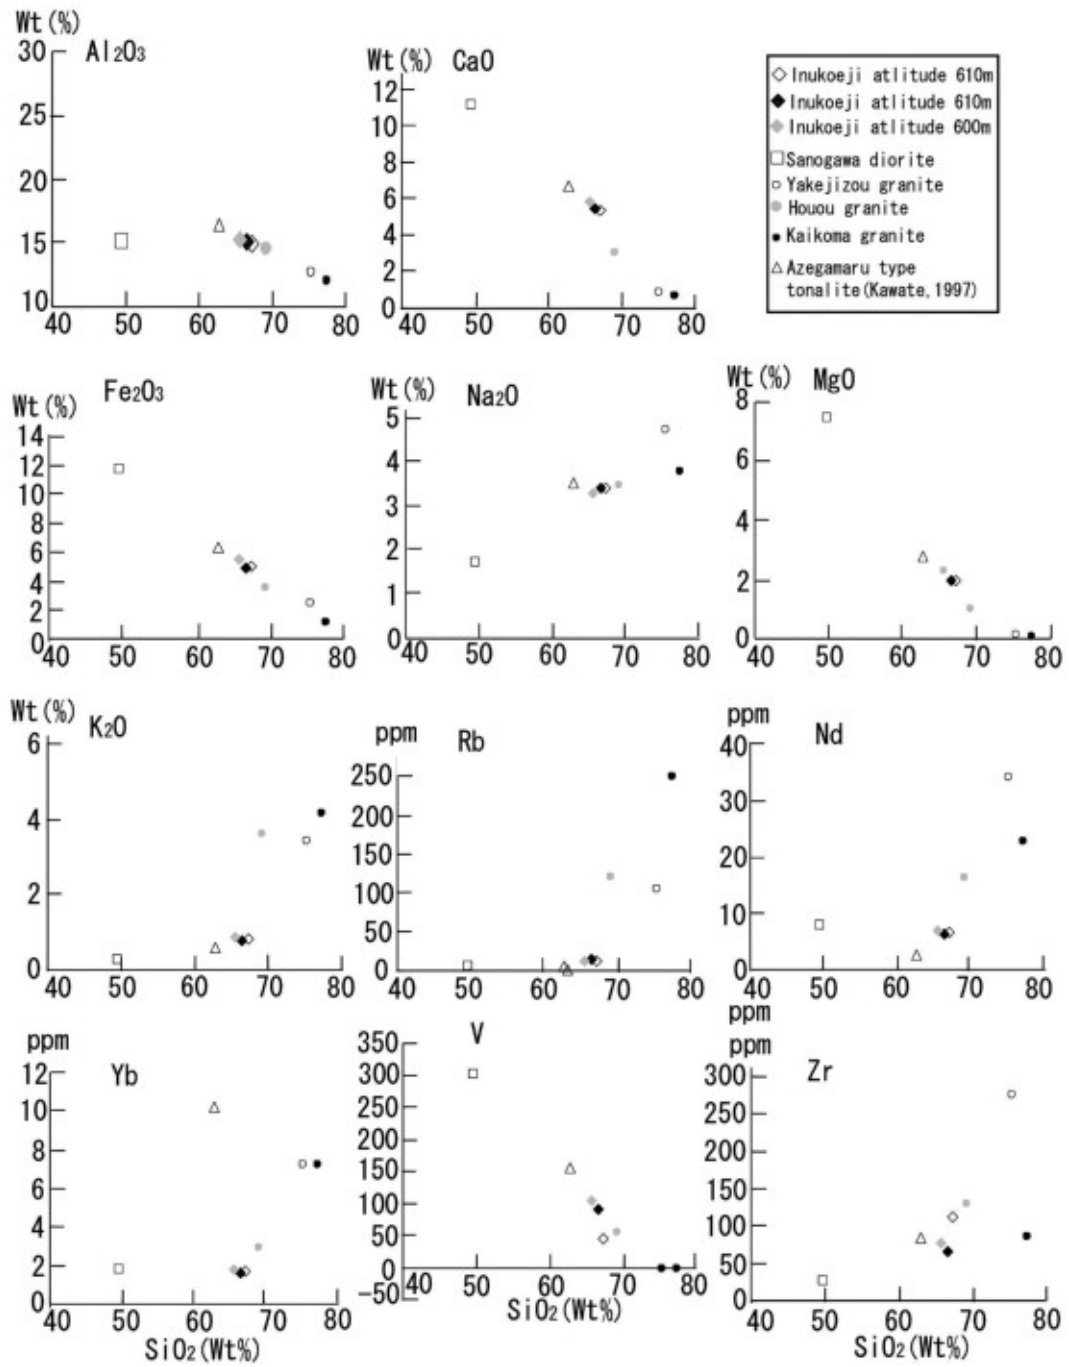 Wt(%)
Al₂O₃
30
25
20
15
10
40 50 60 70 80
Wt(%)
CaO
12
10
8
6
4
2
0
40 50 60 70 80
Inukoeji atlitude 610m
Inukoeji atlitude 610m
Inukoeji atlitude 600m
Sanogawa diorite
Yakejizou granite
Houou granite
Kaikoma granite
Azegamaru type
tonalite(Kawate,1997)
Wt(%)
Fe₂O₃
14
12
10
8
6
4
2
0
40 50 60 70 80
Wt(%)
Na₂O
5
4
3
2
1
0
40 50 60 70 80
Wt(%)
MgO
8
6
4
2
0
40 50 60 70 80
Wt(%)
K₂O
6
4
2
0
40 50 60 70 80
ppm
Rb
250
200
150
100
50
0
40 50 60 70 80
ppm
Nd
40
30
20
10
0
40 50 60 70 80
ppm
Yb
12
10
8
6
4
2
0
40 50 60 70 80
SiO₂(Wt%)
V
350
300
250
200
150
100
50
0
-50
40 50 60 70 80
SiO₂(Wt%)
ppm
ppm
Zr
300
250
200
150
100
50
0
40 50 60 70 80
SiO₂(Wt%)